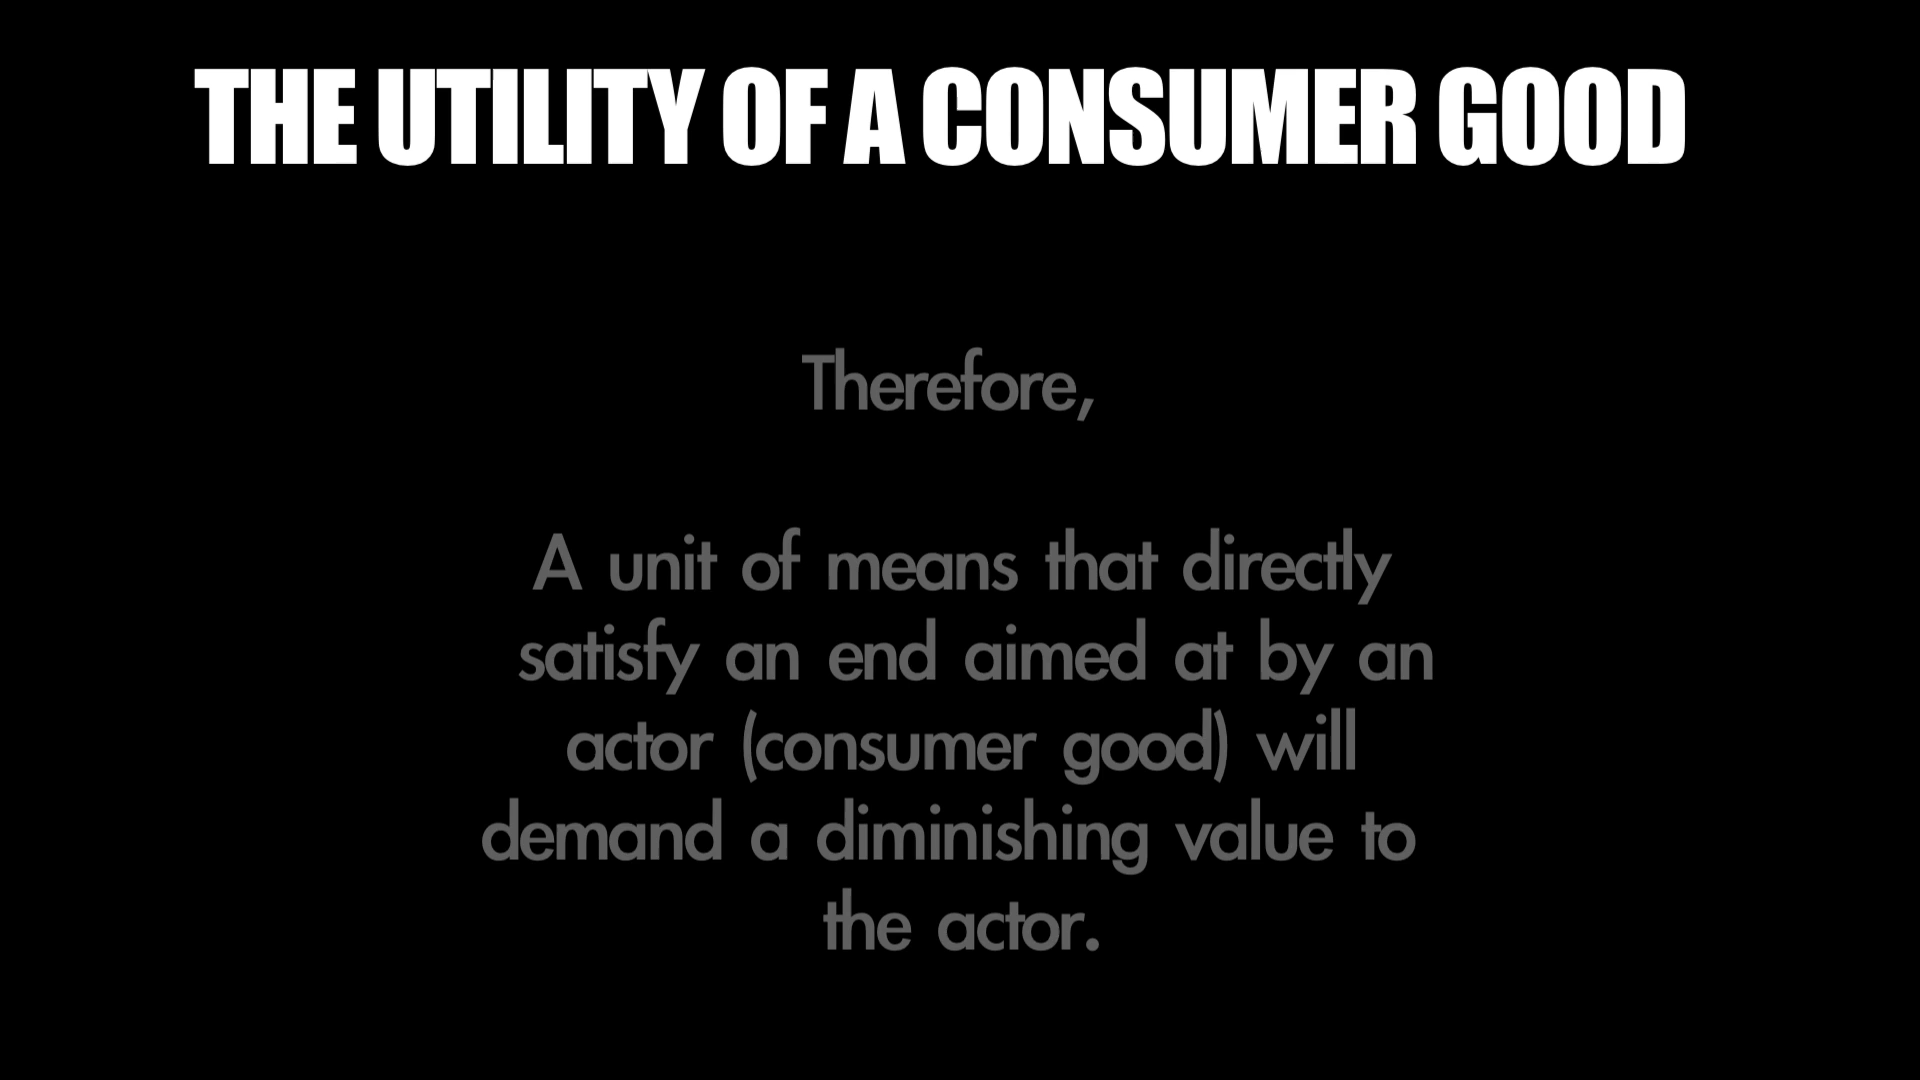 THE UTILITY OF A CONSUMER GOOD
Therefore,
A unit of means that directly
satisfy an end aimed at by an
actor (consumer good) will
demand a diminishing value to
the actor.